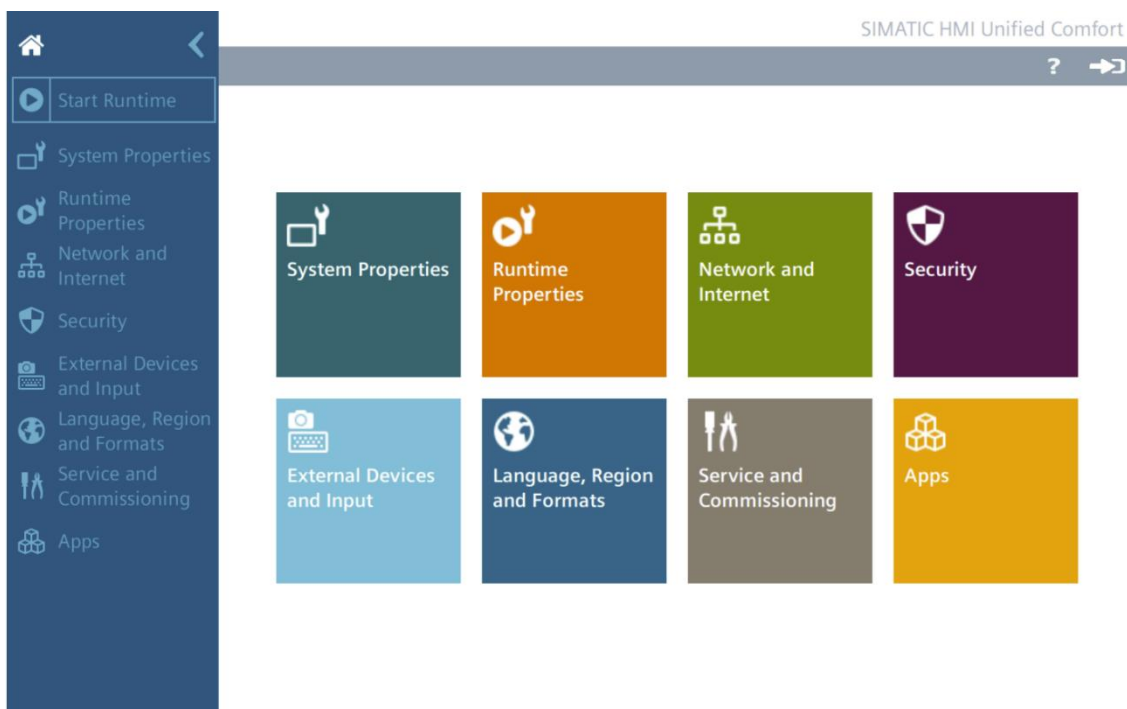 SIMATIC HMI Unified Comfort
?
Start Runtime
System Properties
Runtime
Properties
Network and
Internet
Security
External Devices
and Input
Language, Region
and Formats
Service and
Commissioning
Apps
System Properties
Runtime
Properties
Network and
Internet
Security
External Devices
and Input
Language, Region
and Formats
Service and
Commissioning
Apps